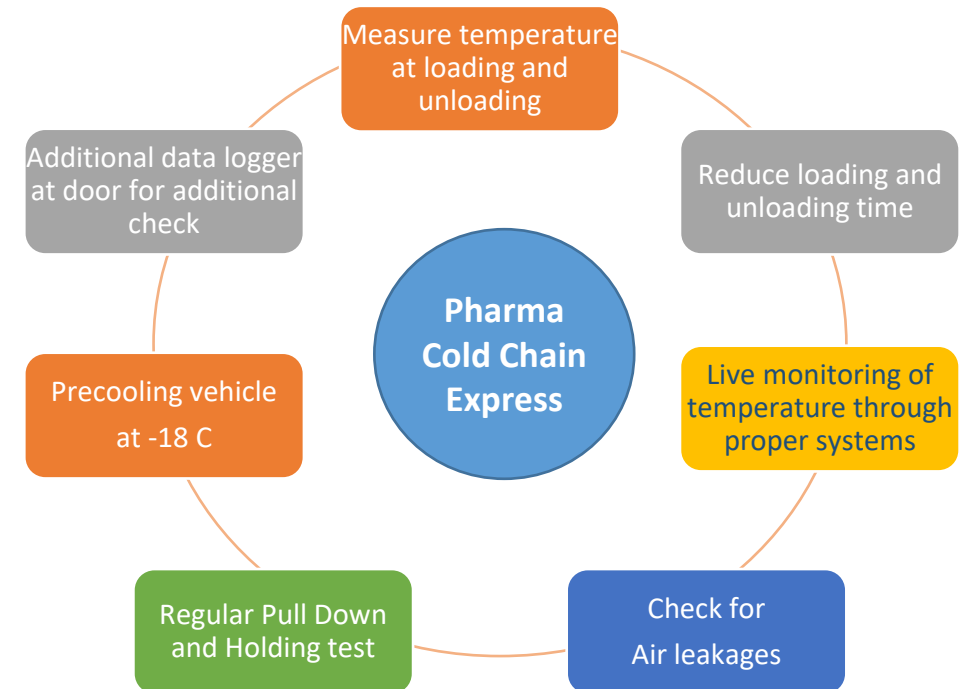 Measure temperature
at loading and
unloading
Reduce loading and
unloading time
Live monitoring of
temperature through
proper systems
Check for
Air leakages
Regular Pull Down
and Holding test
Precooling vehicle
at -18 C
Additional data logger
at door for additional
check
Pharma
Cold Chain
Express